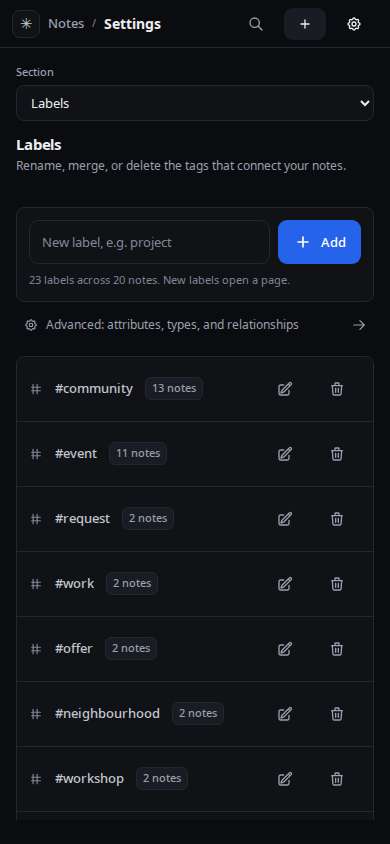 Notes / Settings
Section
Labels
Labels
Rename, merge, or delete the tags that connect your notes.
New label, e.g. project
Add
23 labels across 20 notes. New labels open a page.
Advanced: attributes, types, and relationships
#community 13 notes
#event 11 notes
#request 2 notes
#work 2 notes
#offer 2 notes
#neighbourhood 2 notes
#workshop 2 notes